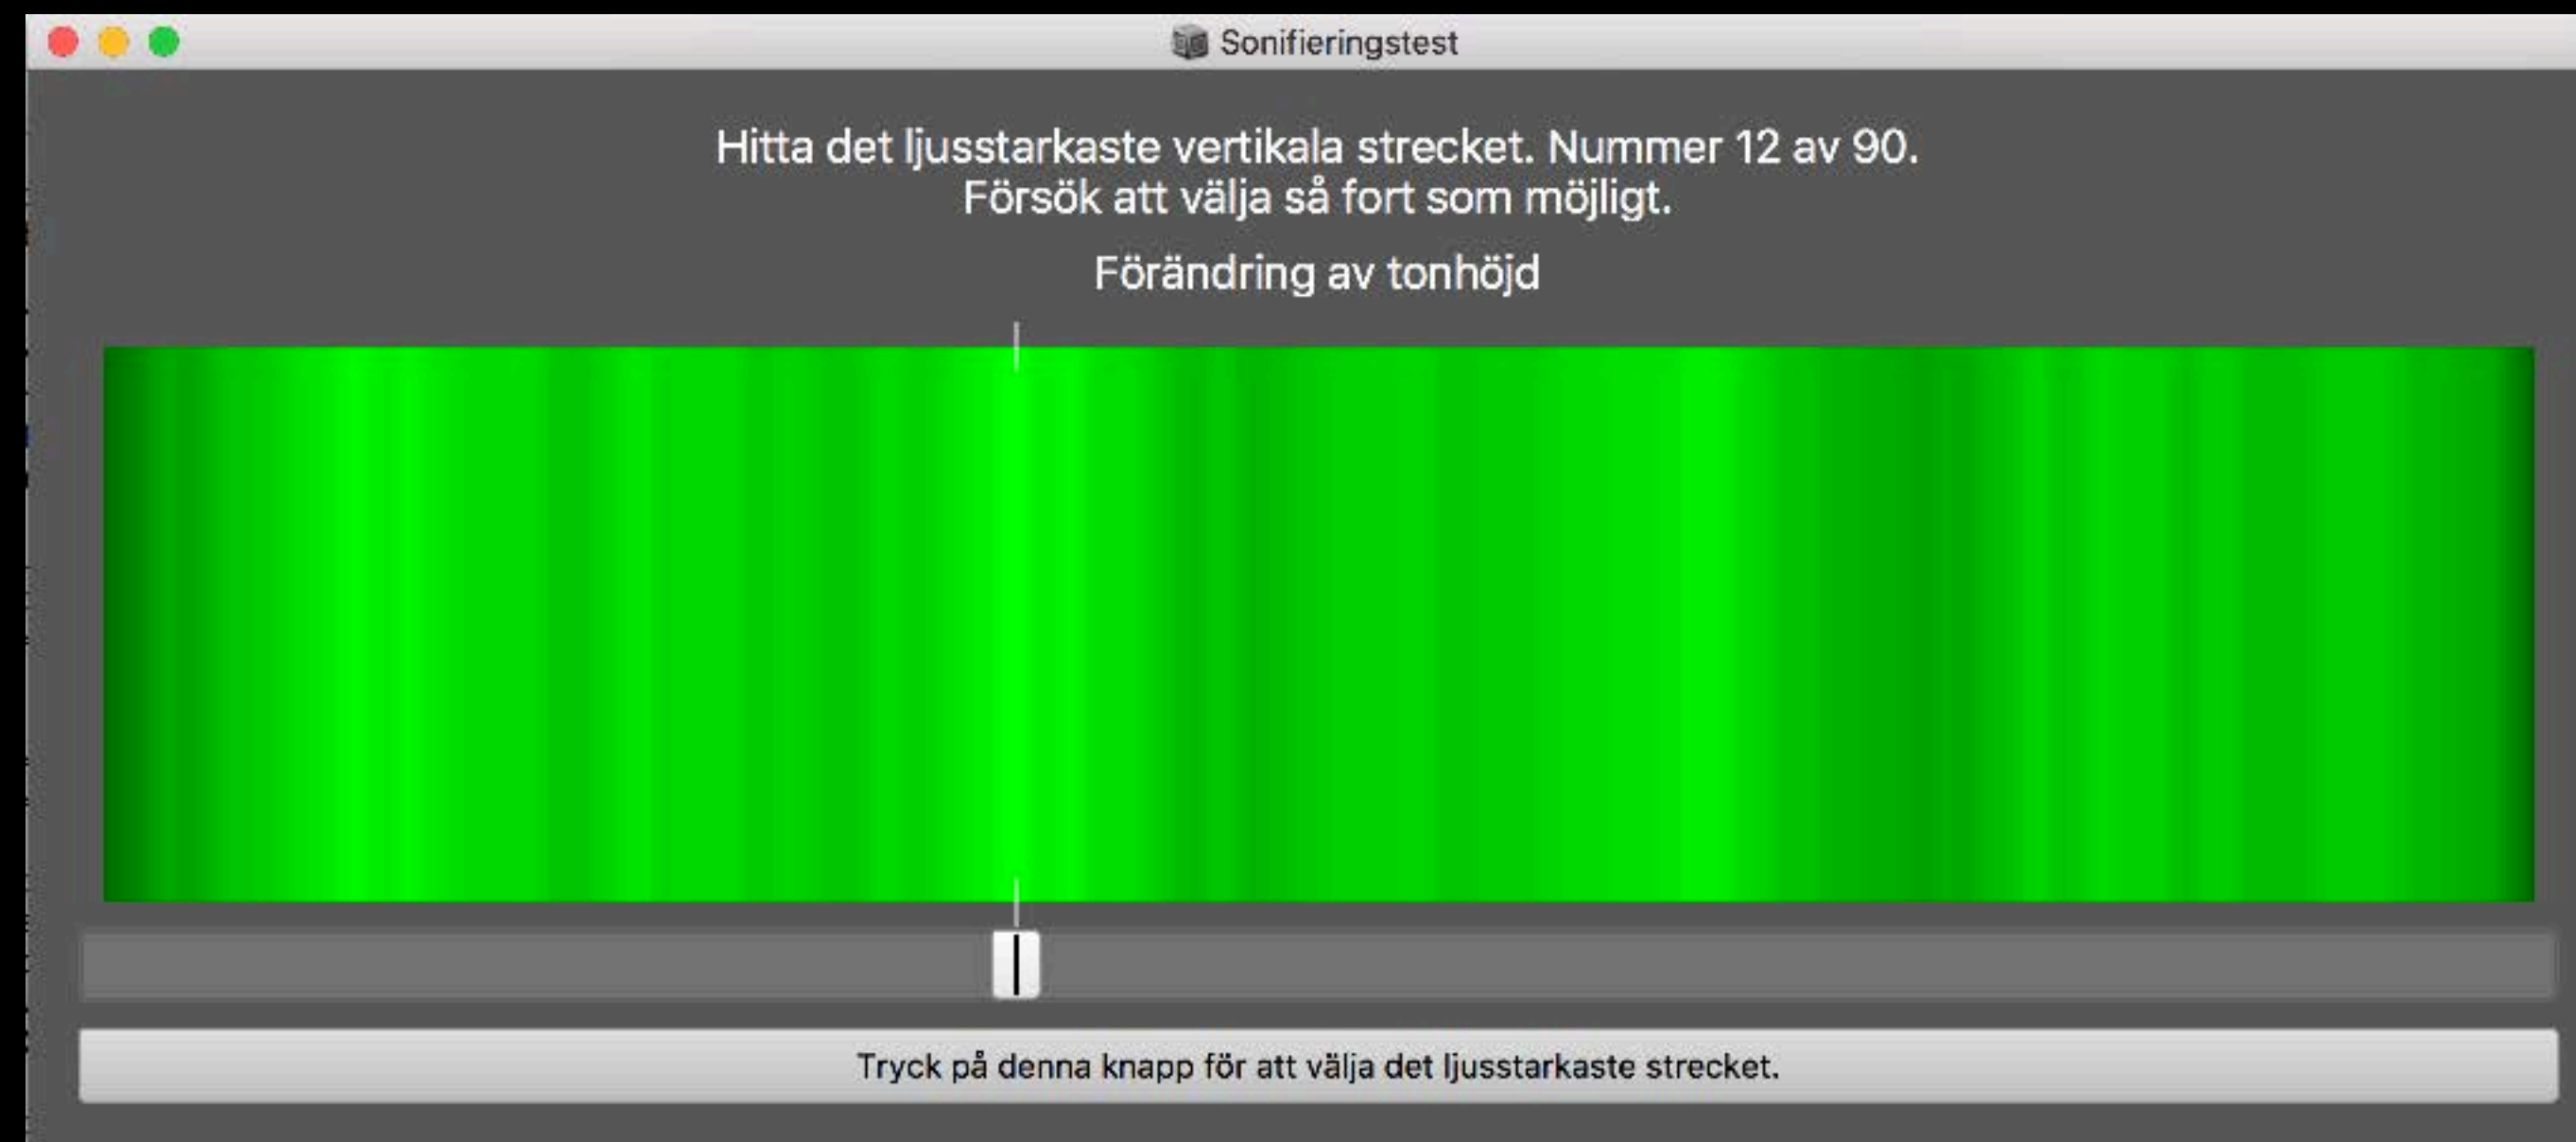 Sonifieringstest
Hitta det ljusstarkaste vertikala strecket. Nummer 12 av 90.
Försök att välja så fort som möjligt.
Förändring av tonhöjd
Tryck på denna knapp för att välja det ljusstarkaste strecket.